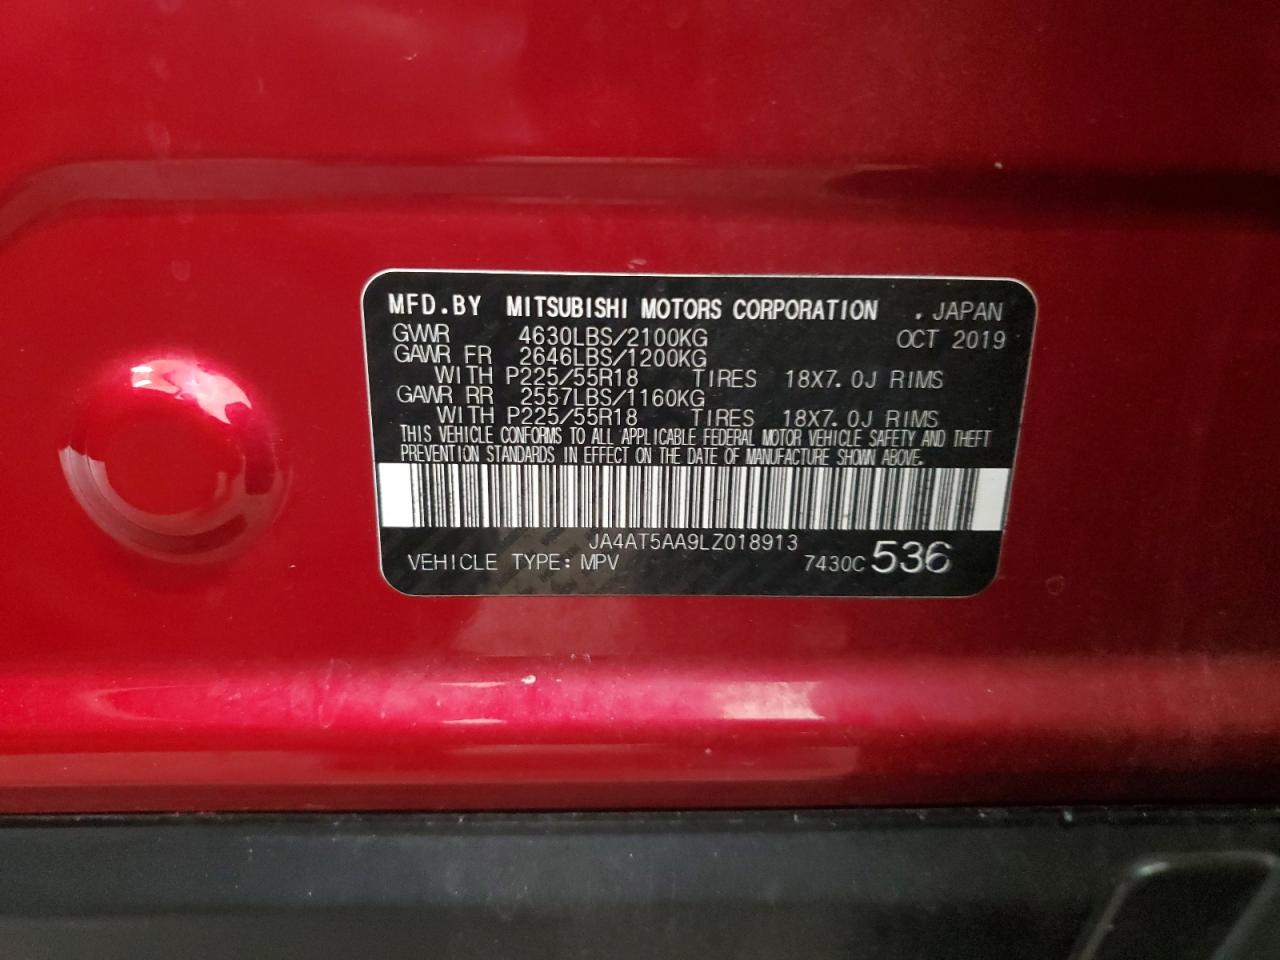 MFD.BY MITSUBISHI MOTORS CORPORATION , JAPAN
GVWR 4630LBS/2100KG OCT 2019
GAWR FR 2646LBS/1200KG
WITH P225/55R18 TIRES 18X7.0J RIMS
GAWR RR 2557LBS/1160KG
WITH P225/55R18 TIRES 18X7.0J RIMS
THIS VEHICLE CONFORMS TO ALL APPLICABLE FEDERAL MOTOR VEHICLE SAFETY AND THEFT
PREVENTION STANDARDS IN EFFECT ON THE DATE OF MANUFACTURE SHOWN ABOVE.
JA4AT5AA9LZ018913
VEHICLE TYPE: MPV 7430C 536